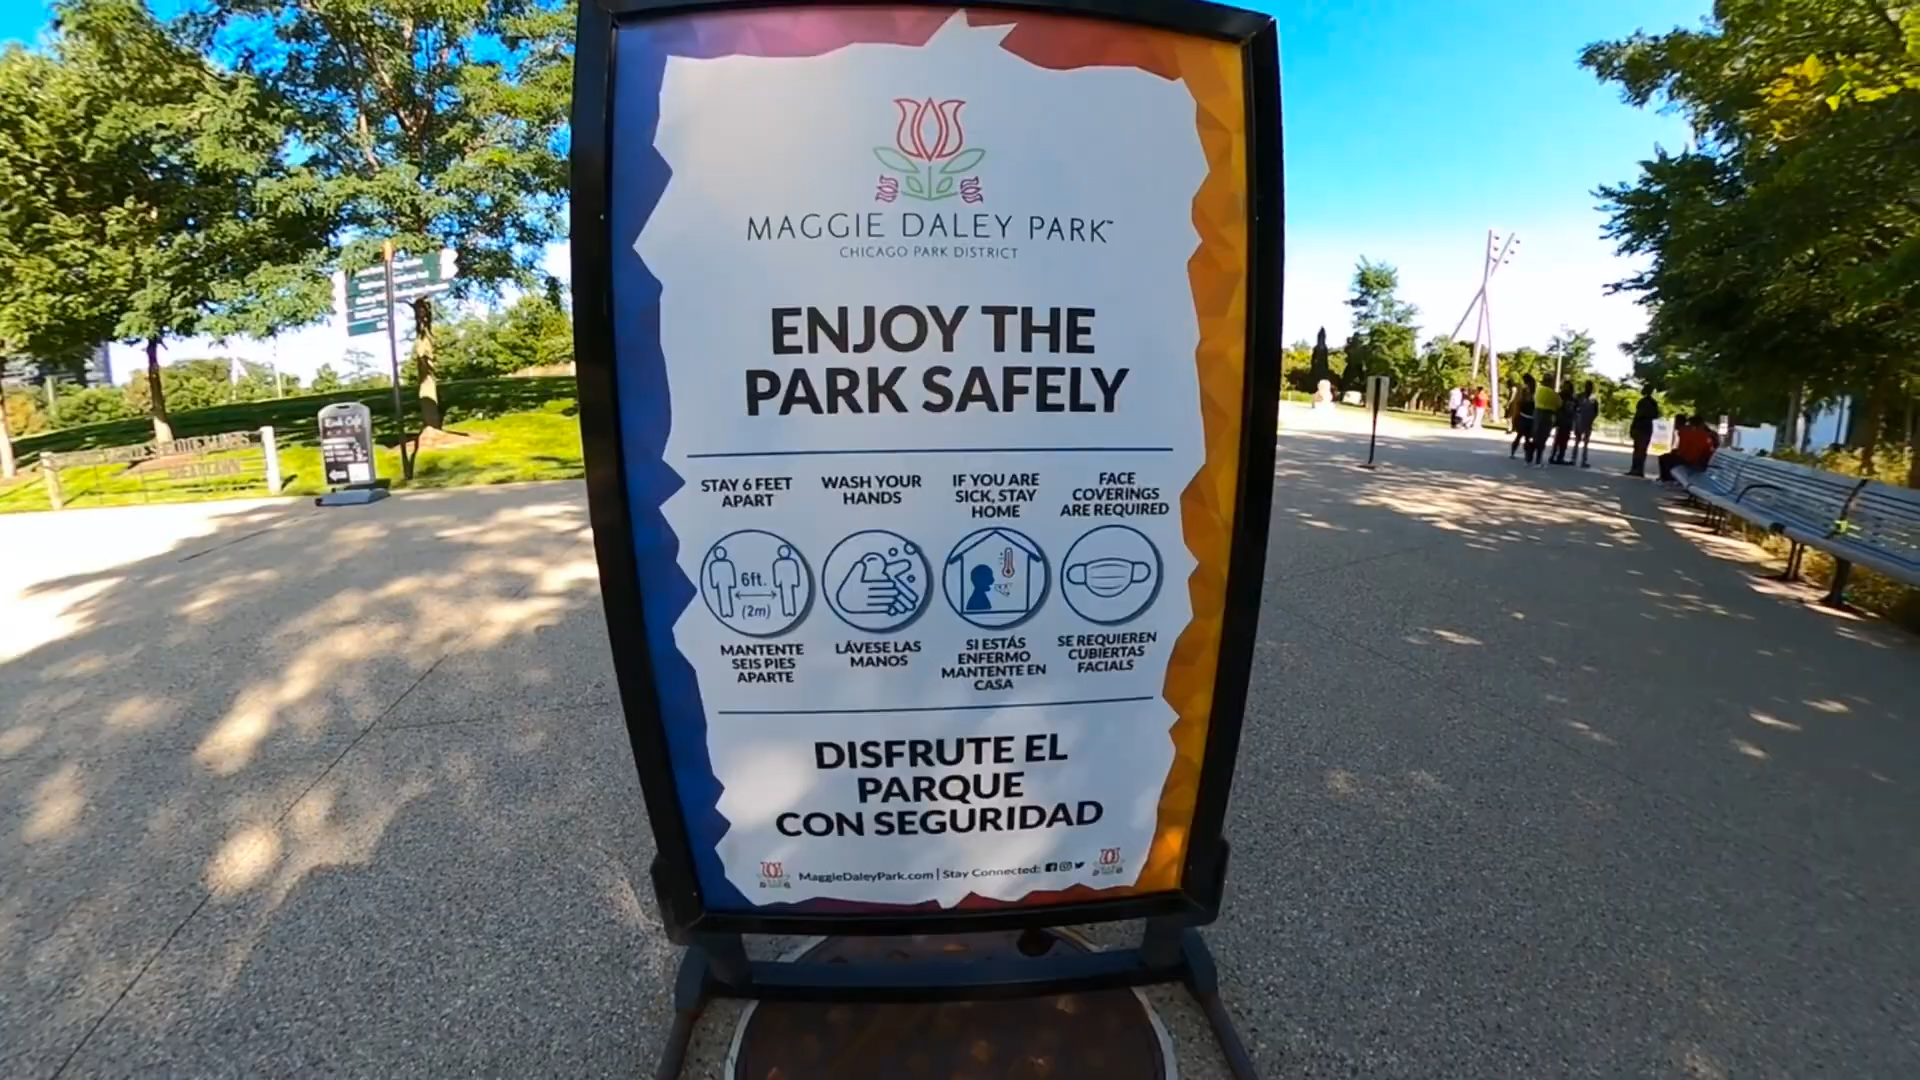 MAGGIE DALEY PARK™
CHICAGO PARK DISTRICT
ENJOY THE
PARK SAFELY
STAY 6 FEET
APART
WASH YOUR
HANDS
IF YOU ARE
SICK, STAY
HOME
FACE
COVERINGS
ARE REQUIRED
6ft.
(2m)
MANTENTE
SEIS PIES
APARTE
LÁVESE LAS
MANOS
SI ESTÁS
ENFERMO
MANTENTE EN
CASA
SE REQUIEREN
CUBIERTAS
FACIALS
DISFRUTE EL
PARQUE
CON SEGURIDAD
MaggieDaleyPark.com | Stay Connected: